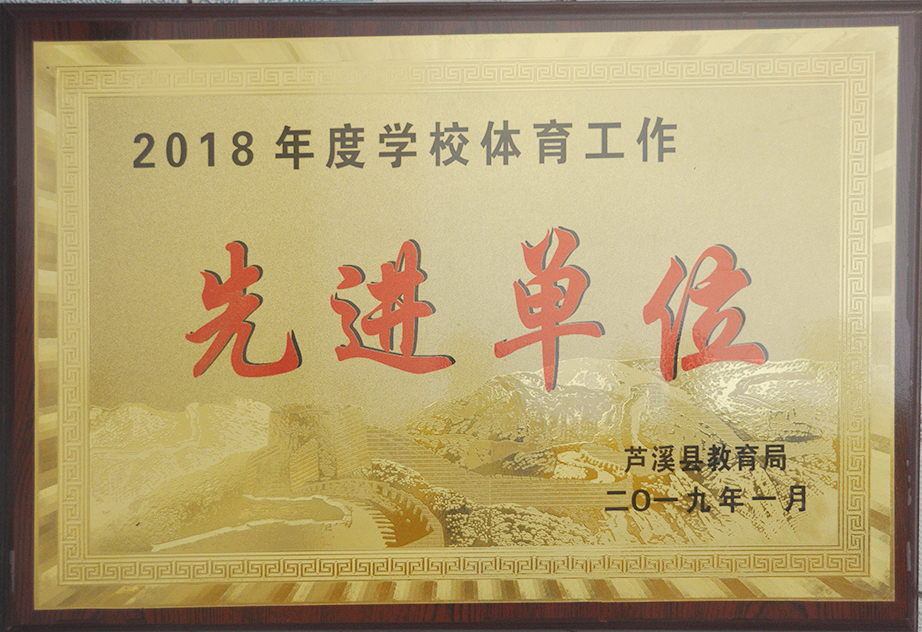 2018年度学校体育工作
先进单位
芦溪县教育局
二〇一九年一月